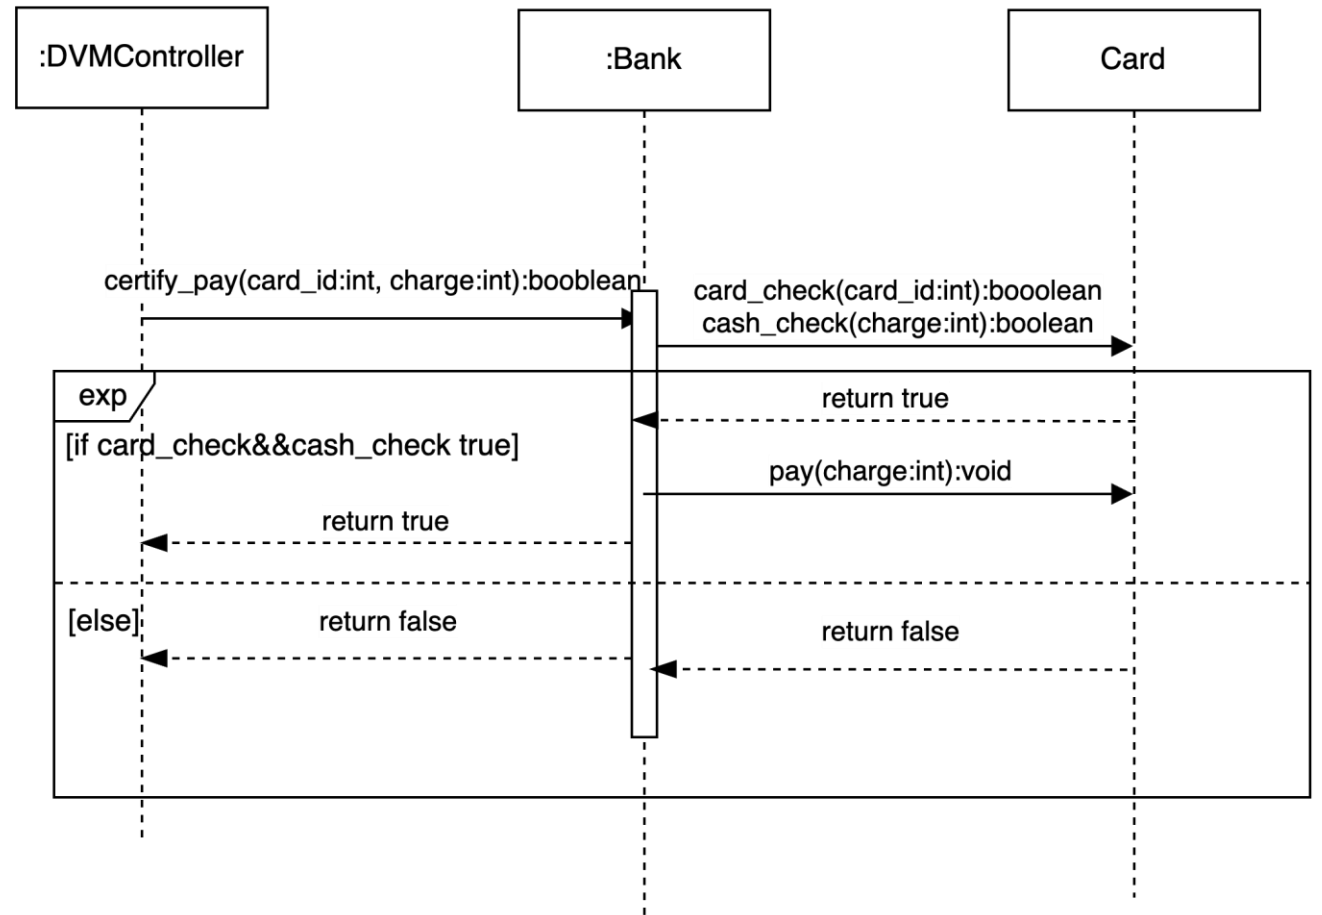 :DVMController
:Bank
Card
certify_pay(card_id:int, charge:int):booblean
card_check(card_id:int):booolean
cash_check(charge:int):boolean
exp
return true
[if card_check&&cash_check true]
pay(charge:int):void
return true
[else]
return false
return false